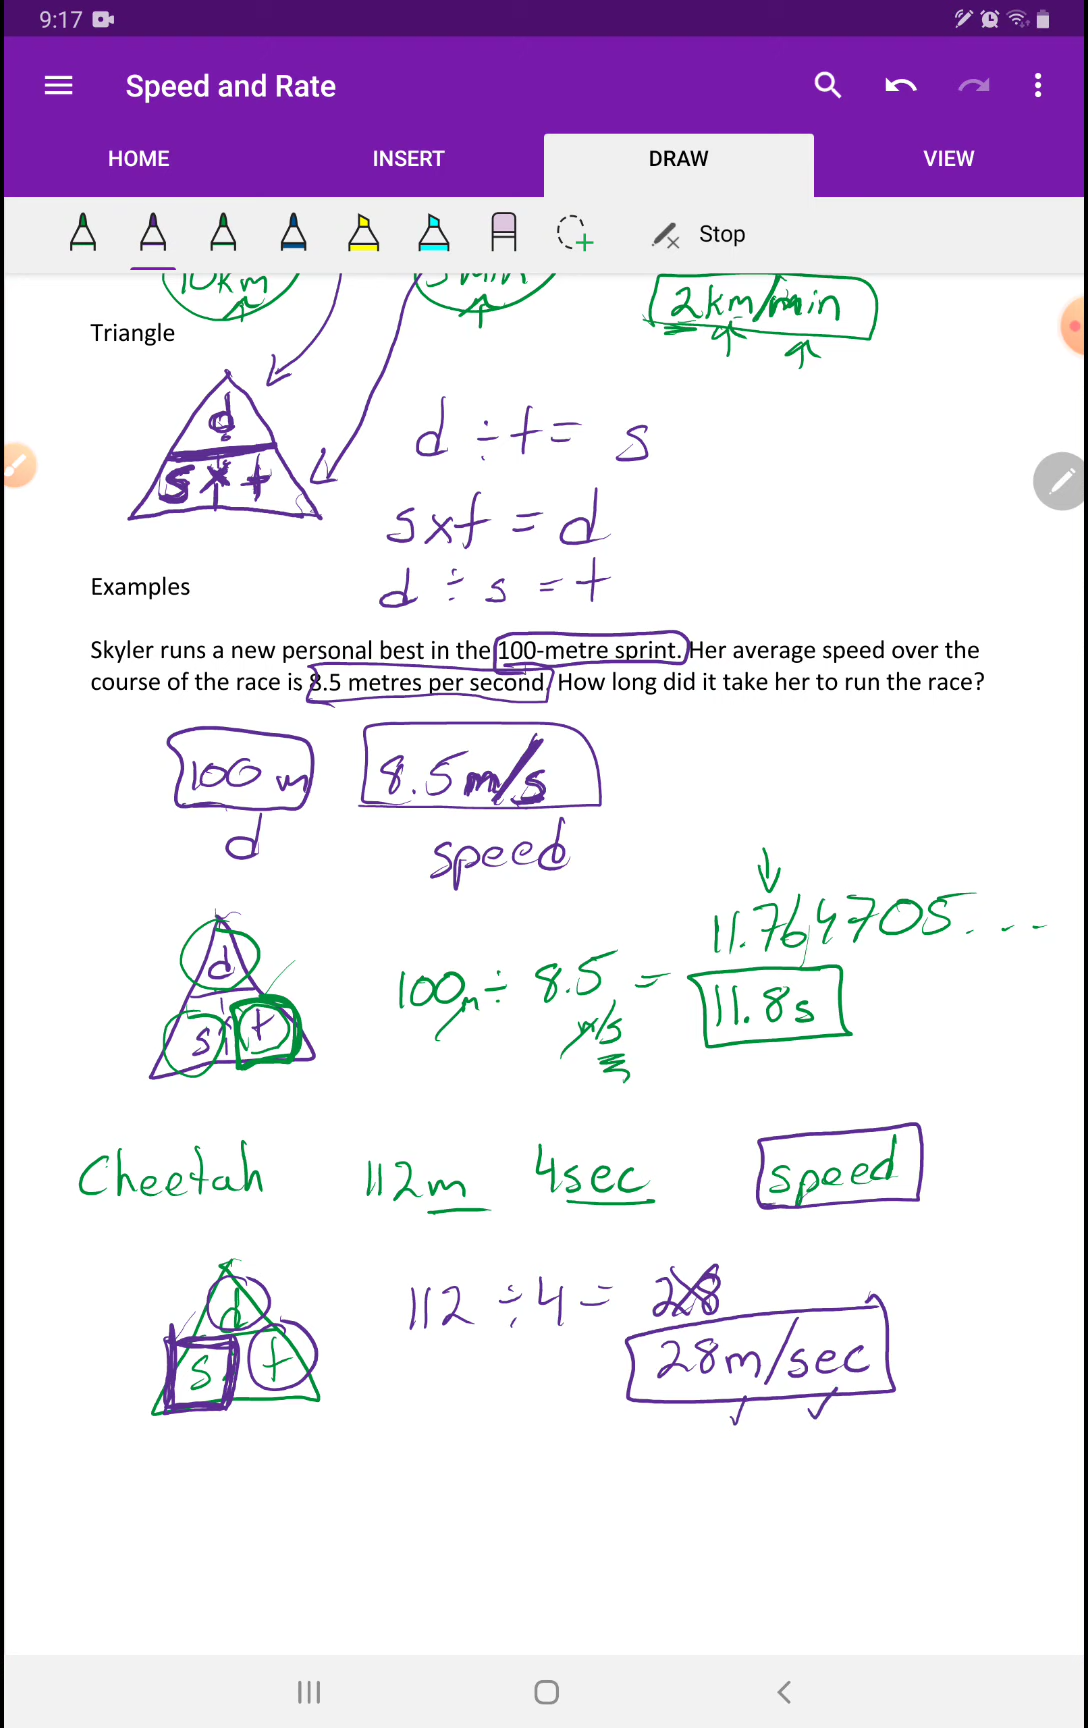 9:17
Speed and Rate
HOME INSERT DRAW VIEW
Stop
10km 2km/min
Triangle
d
s x t
d ÷ t = s
s x t = d
Examples
d ÷ s = t
Skyler runs a new personal best in the 100-metre sprint. Her average speed over the
course of the race is 8.5 metres per second. How long did it take her to run the race?
100 m 8.5 m/s
d speed
11.764705...
d
s x t
100m ÷ 8.5 m/s = 11.8s
Cheetah 112m 4sec speed
d
s t
112 ÷ 4 = 28
28m/sec